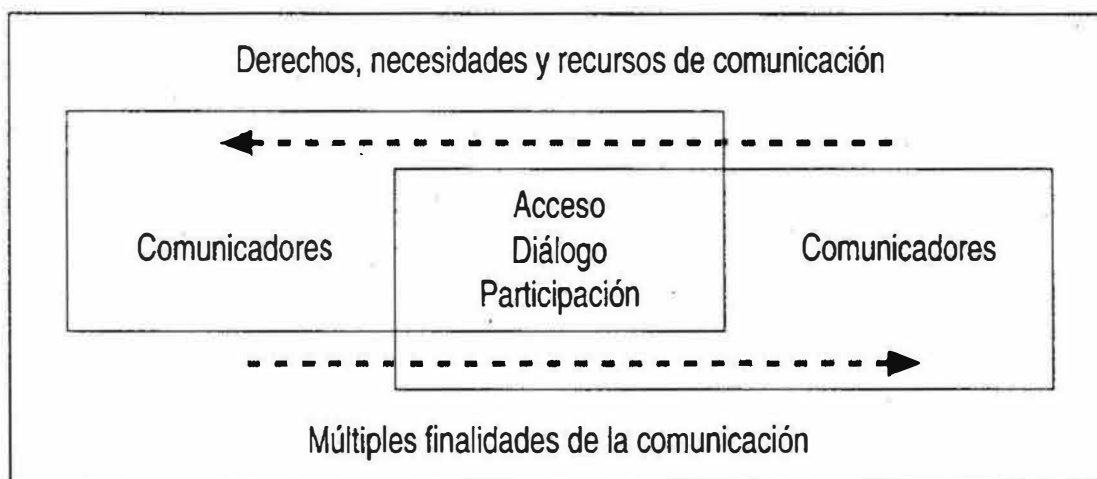 Derechos, necesidades y recursos de comunicación
Comunicadores
Acceso
Diálogo
Participación
Comunicadores
Múltiples finalidades de la comunicación